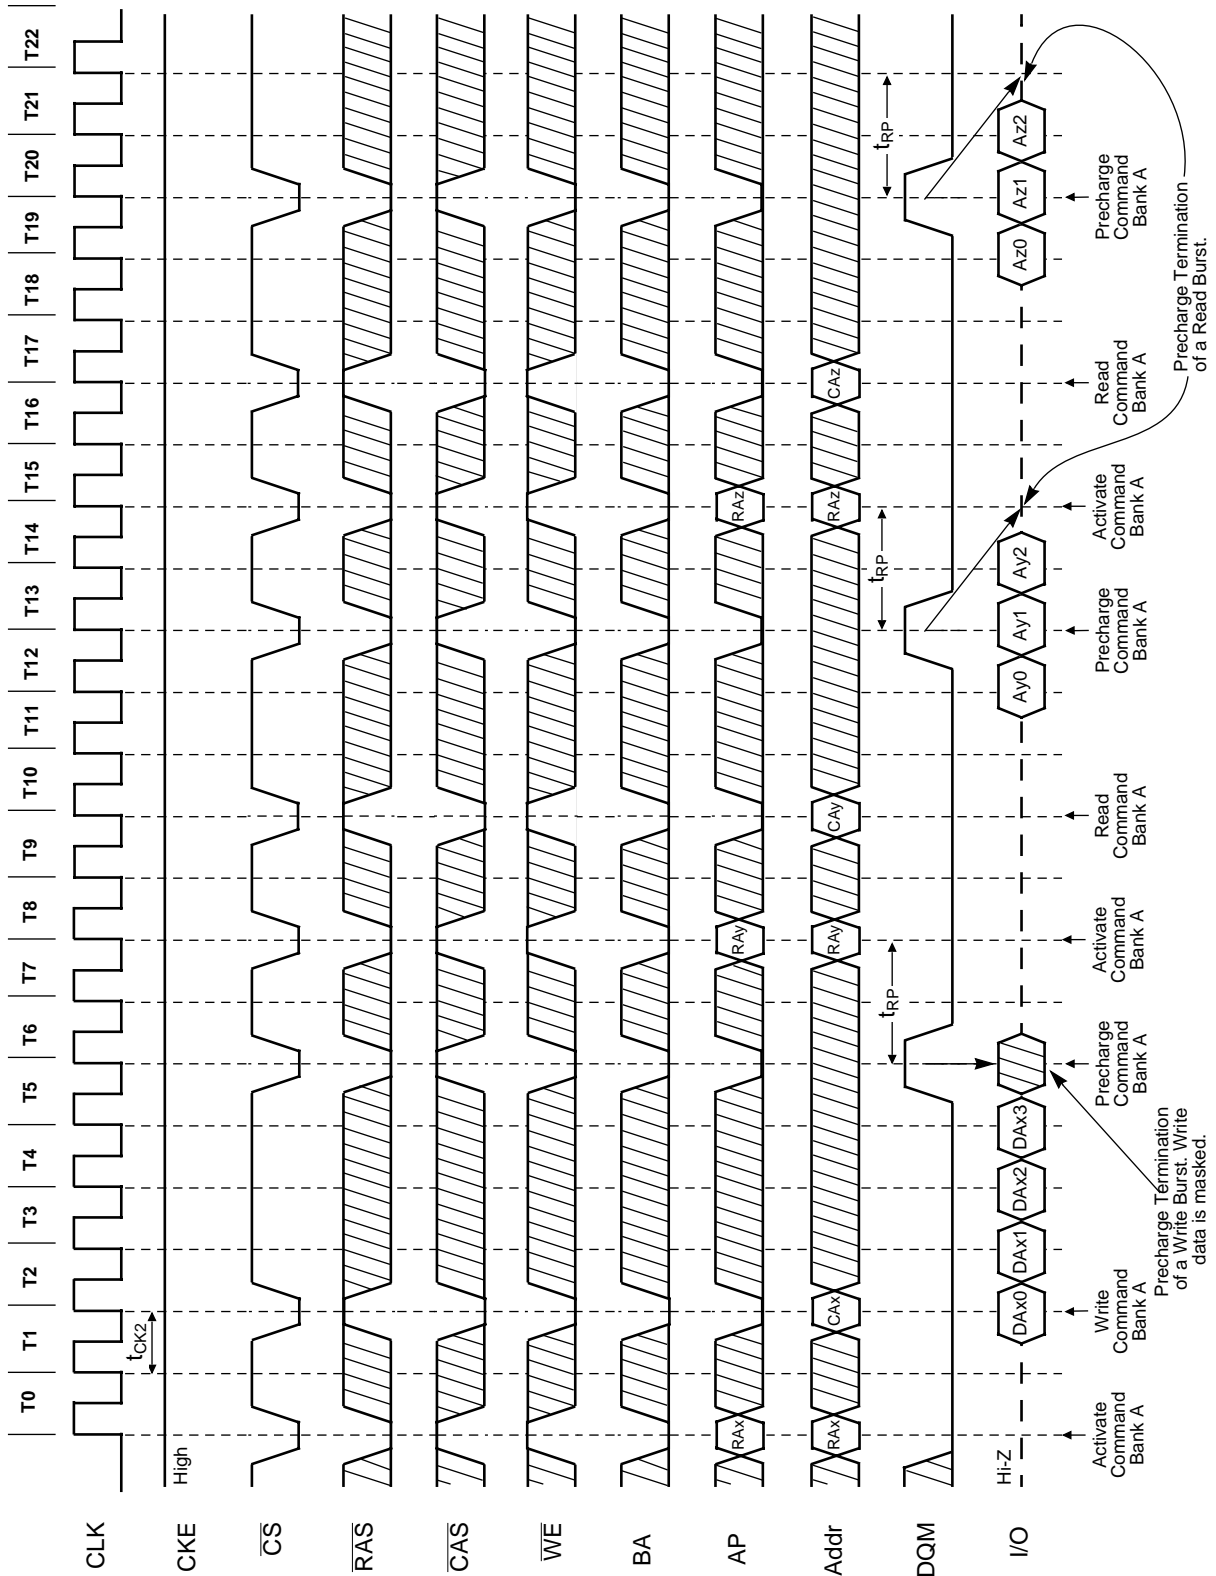 T0 T1 T2 T3 T4 T5 T6 T7 T8 T9 T10 T11 T12 T13 T14 T15 T16 T17 T18 T19 T20 T21 T22
CLK
tCK2
CKE
High
CS
RAS
CAS
WE
BA
AP
RAx RAy RAz
Addr
RAx CAx RAy CAy RAz CAz
tRP tRP tRP
DQM
I/O
Hi-Z
DAx0 DAx1 DAx2 DAx3 Ay0 Ay1 Ay2 Az0 Az1 Az2
Activate
Command
Bank A
Write
Command
Bank A
Precharge
Command
Bank A
Activate
Command
Bank A
Read
Command
Bank A
Precharge
Command
Bank A
Activate
Command
Bank A
Read
Command
Bank A
Precharge
Command
Bank A
Precharge Termination
of a Write Burst. Write
data is masked.
Precharge Termination
of a Read Burst.